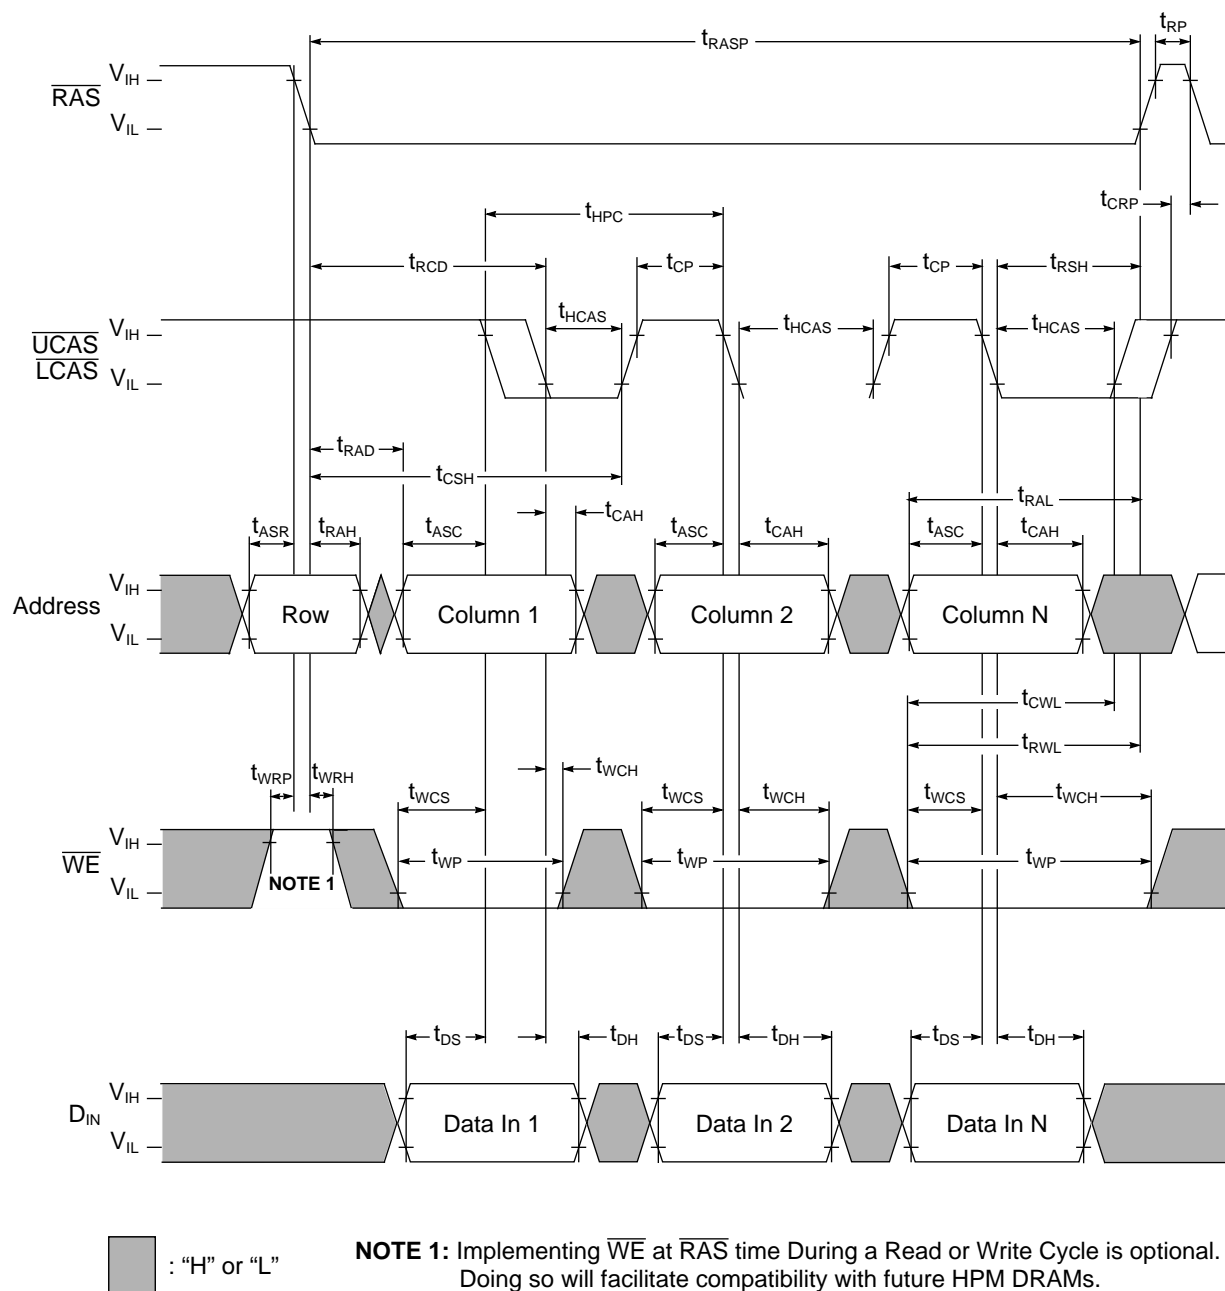 tRP
tRASP
VIH
RAS
VIL
tCRP
tHPC
tRCD tCP tCP tRSH
tHCAS tHCAS tHCAS
VIH
UCAS
LCAS
VIL
tRAD
tCSH
tRAL
tCAH
tASR tRAH tASC tASC tCAH tASC tCAH
VIH
Address Row Column 1 Column 2 Column N
VIL
tCWL
tRWL
tWRP tWRH tWCH
tWCS tWCS tWCH tWCS tWCH
VIH
WE tWP tWP tWP
NOTE 1
VIL
tDS tDH tDS tDH tDS tDH
VIH
DIN Data In 1 Data In 2 Data In N
VIL
: “H” or “L”
NOTE 1: Implementing WE at RAS time During a Read or Write Cycle is optional.
Doing so will facilitate compatibility with future HPM DRAMs.